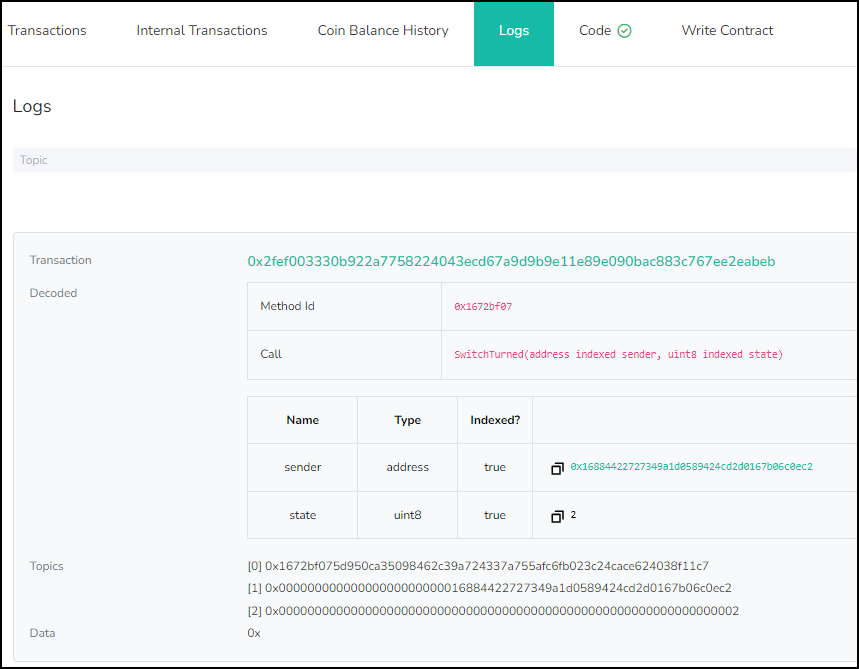 Transactions Internal Transactions Coin Balance History Logs Code Write Contract
Logs
Topic
Transaction 0x2fef003330b922a7758224043ecd67a9d9b9e11e89e090bac883c767ee2eabeb
Decoded
Method Id 0x1672bf07
Call SwitchTurned(address indexed sender, uint8 indexed state)
Name Type Indexed?
sender address true 0x16884422727349a1d0589424cd2d0167b06c0ec2
state uint8 true 2
Topics [0] 0x1672bf075d950ca35098462c39a724337a755afc6fb023c24cace624038f11c7
[1] 0x00000000000000000000000016884422727349a1d0589424cd2d0167b06c0ec2
[2] 0x0000000000000000000000000000000000000000000000000000000000000002
Data 0x